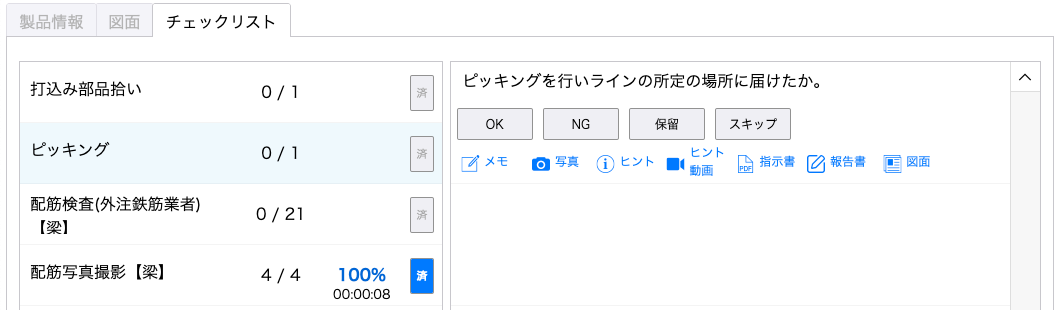 製品情報 図面 チェックリスト
打込み部品拾い 0 / 1 済
ピッキング 0 / 1 済
配筋検査(外注鉄筋業者)
【梁】 0 / 21 済
配筋写真撮影【梁】 4 / 4 100% 済
00:00:08
ピッキングを行いラインの所定の場所に届けたか。
OK NG 保留 スキップ
メモ 写真 ヒント ヒント
動画 PDF 指示書 報告書 図面